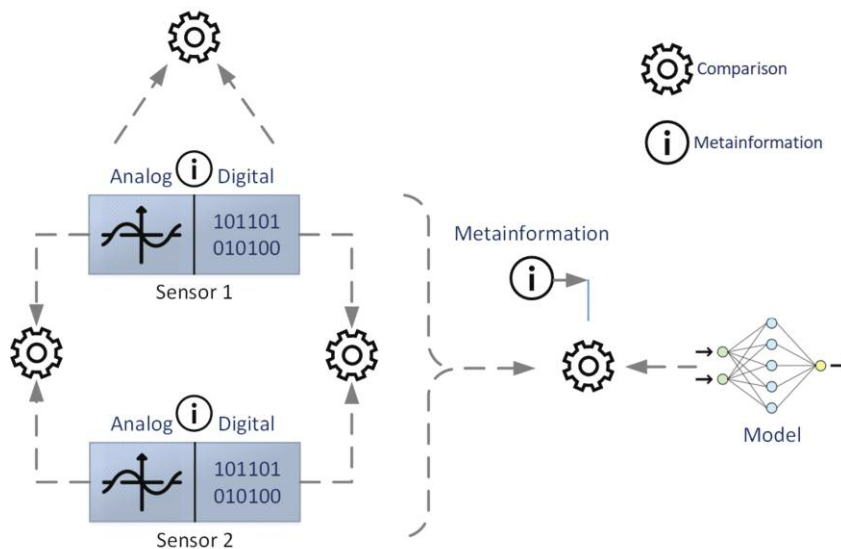 Comparison
Metainformation
Analog i Digital
101101
010100
Sensor 1
Metainformation
i
i
Analog i Digital
101101
010100
Sensor 2
Model